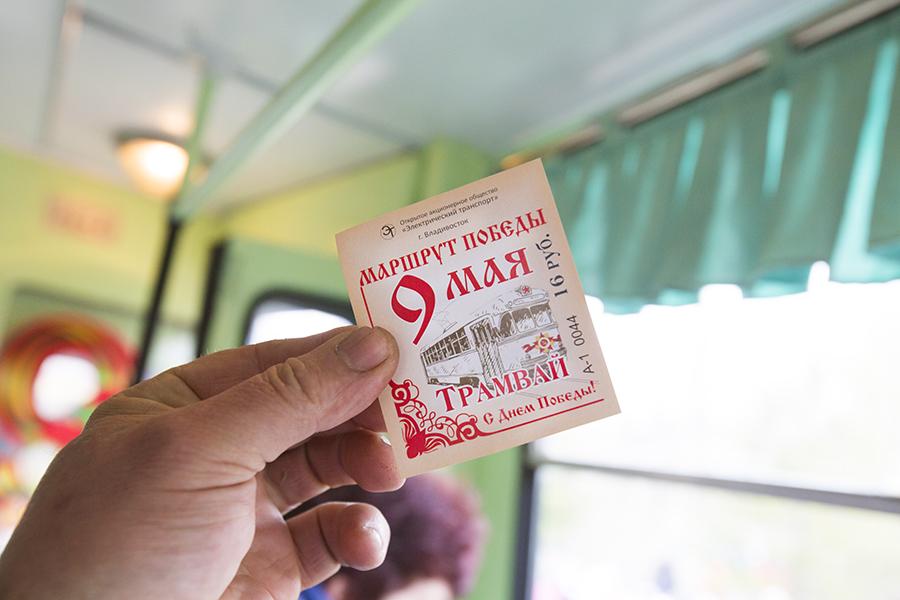 Открытое акционерное общество
«Электрический транспорт»
г. Владивосток
МАРШРУТ ПОБЕДЫ
9 МАЯ
16 РУБ.
А-1 0044
ТРАМВАЙ
С Днем Победы!